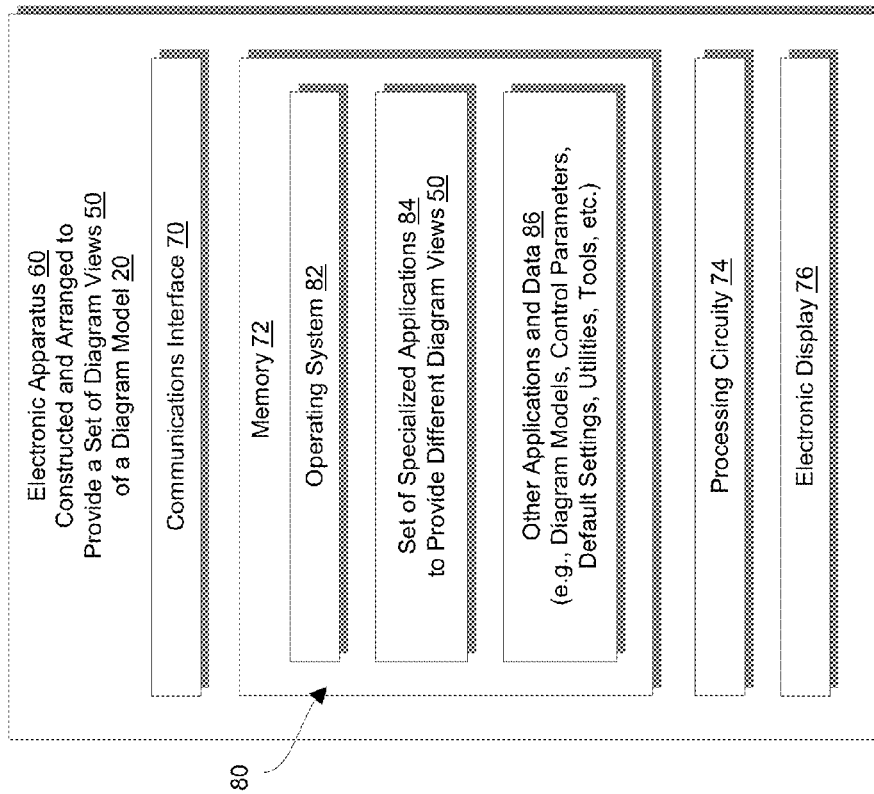 Electronic Apparatus 60
Constructed and Arranged to
Provide a Set of Diagram Views 50
of a Diagram Model 20
Communications Interface 70
Memory 72
Operating System 82
Set of Specialized Applications 84
to Provide Different Diagram Views 50
Other Applications and Data 86
(e.g., Diagram Models, Control Parameters,
Default Settings, Utilities, Tools, etc.)
Processing Circuity 74
Electronic Display 76
80